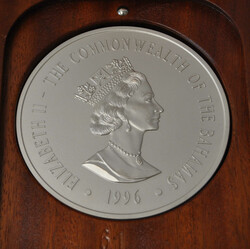 ELIZABETH II - THE COMMONWEALTH OF THE BAHAMAS
· 1996 ·